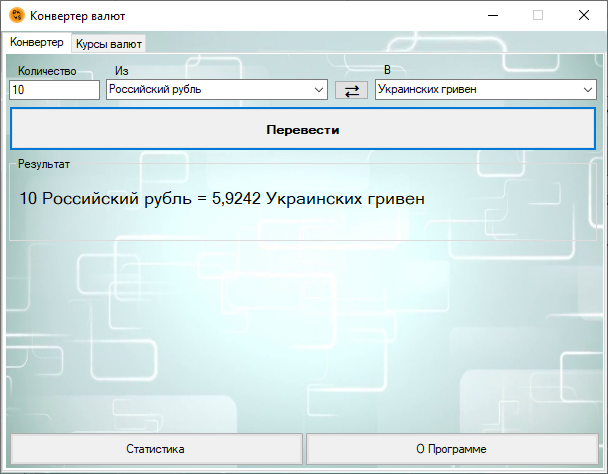 Конвертер валют
Конвертер Курсы валют
Количество Из В
10 Российский рубль Украинских гривен
Перевести
Результат
10 Российский рубль = 5,9242 Украинских гривен
Статистика О Программе